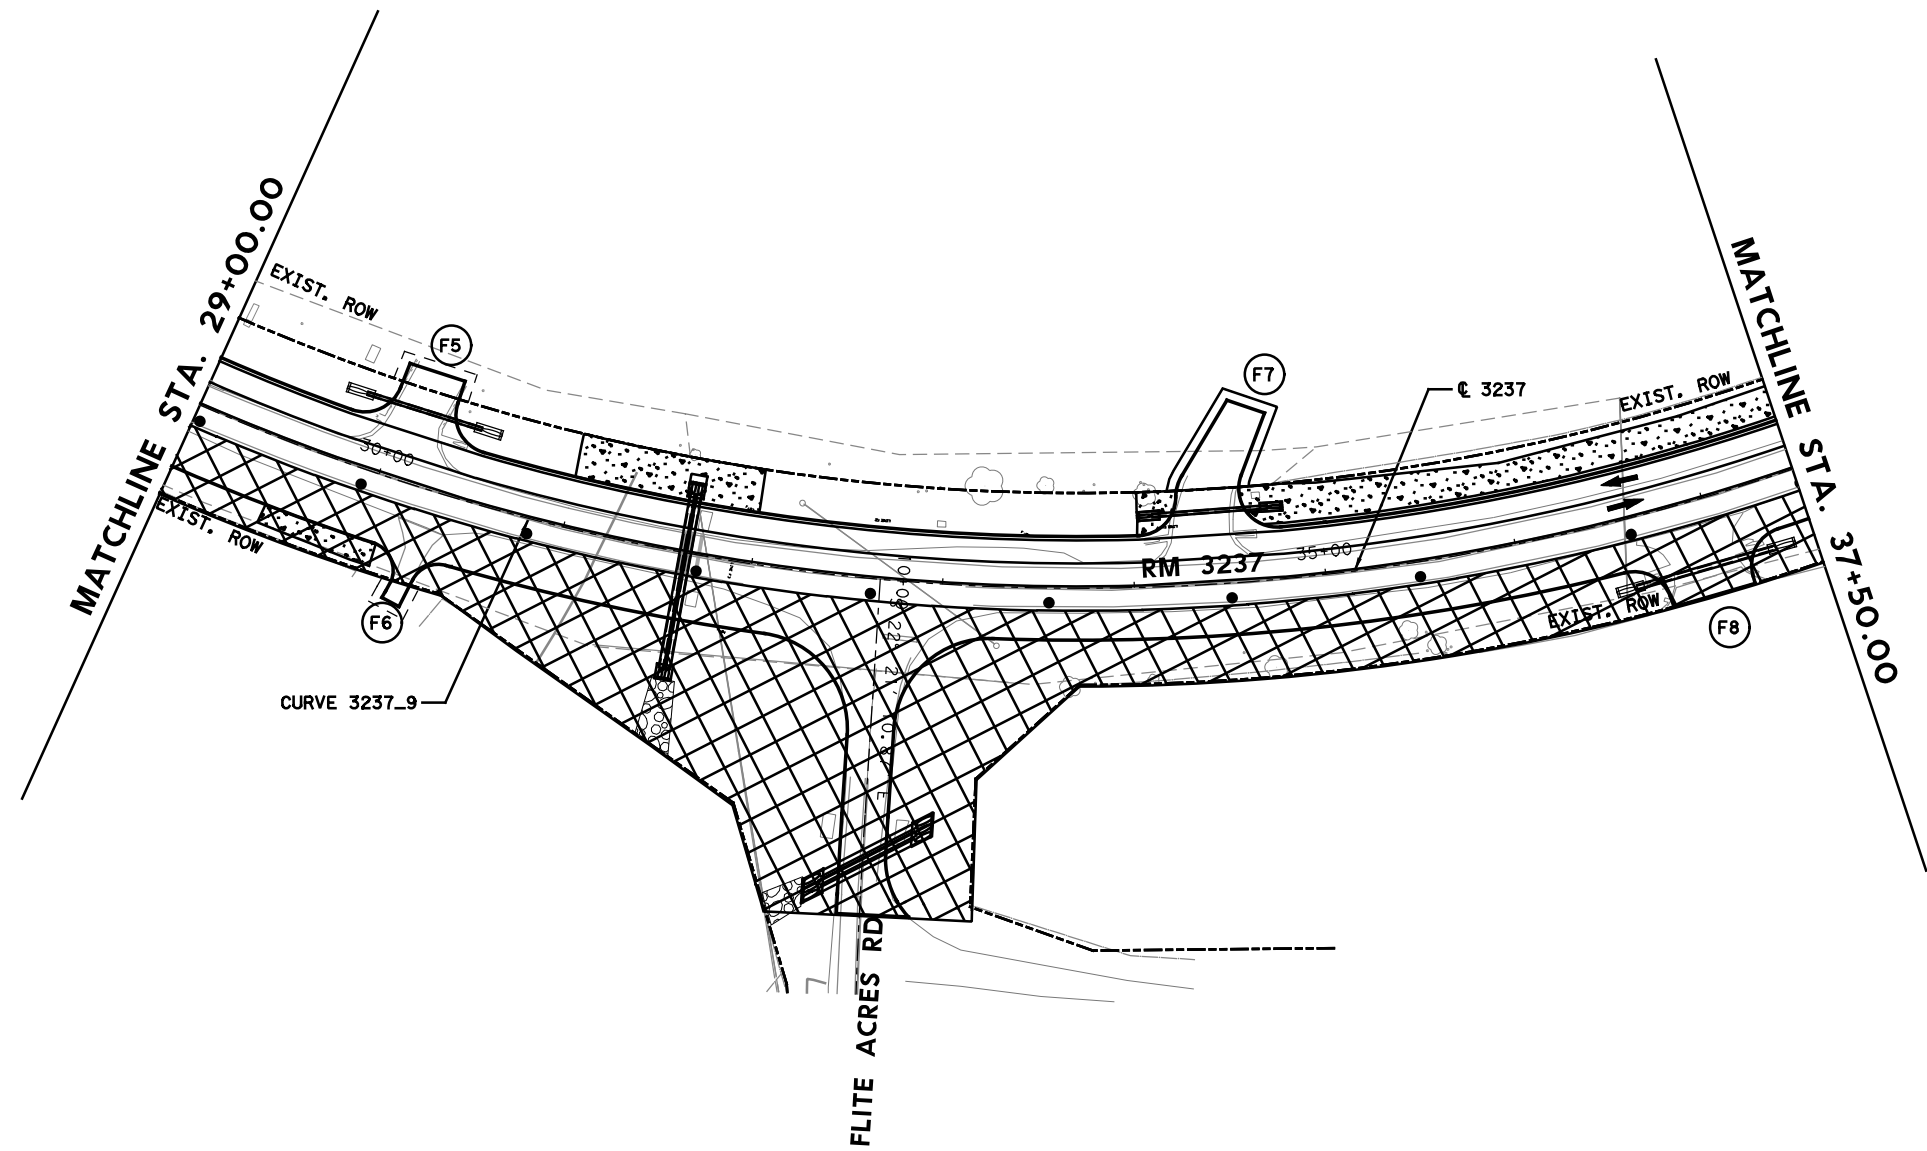 MATCHLINE STA. 29+00.00
EXIST. ROW
F5
30+00
EXIST. ROW
F6
CURVE 3237_9
F7
℄ 3237
EXIST. ROW
RM 3237
35+00
EXIST. ROW
F8
MATCHLINE STA. 37+50.00
FLITE ACRES RD